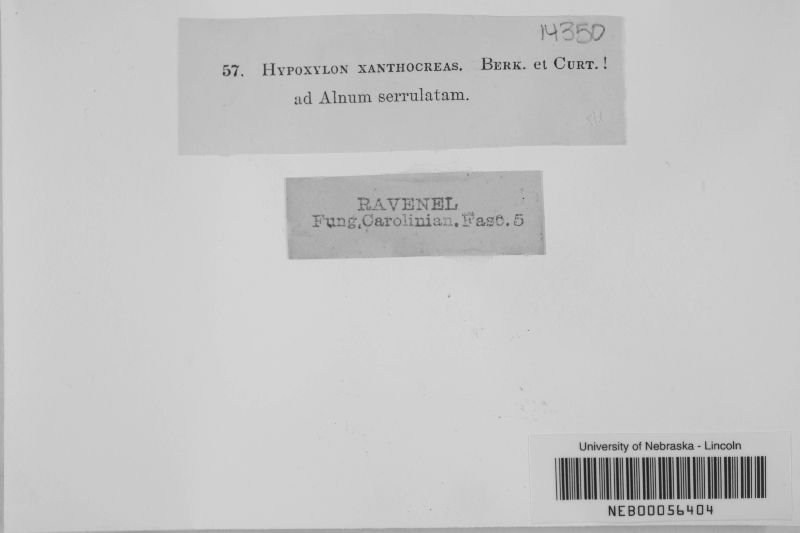 14350
57. Hypoxylon xanthocreas. Berk. et Curt.!
ad Alnum serrulatam.
RAVENEL
Fung.Carolinian.Fasc.5
University of Nebraska - Lincoln
NEB00056404